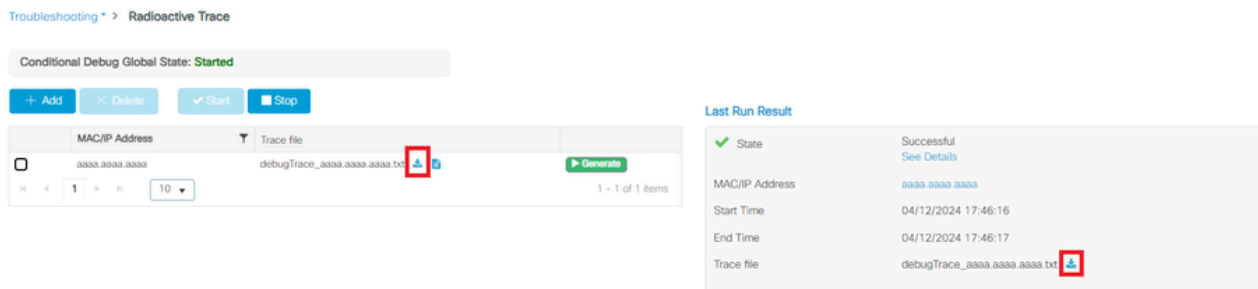 Troubleshooting > Radioactive Trace
Conditional Debug Global State: Started
+ Add × Delete ✓ Start Stop
MAC/IP Address Trace file
aaaa.aaaa.aaaa debugTrace_aaaa.aaaa.aaaa.txt Generate
1 10 1 - 1 of 1 items
Last Run Result
State Successful
See Details
MAC/IP Address aaaa.aaaa.aaaa
Start Time 04/12/2024 17:46:16
End Time 04/12/2024 17:46:17
Trace file debugTrace_aaaa.aaaa.aaaa.txt